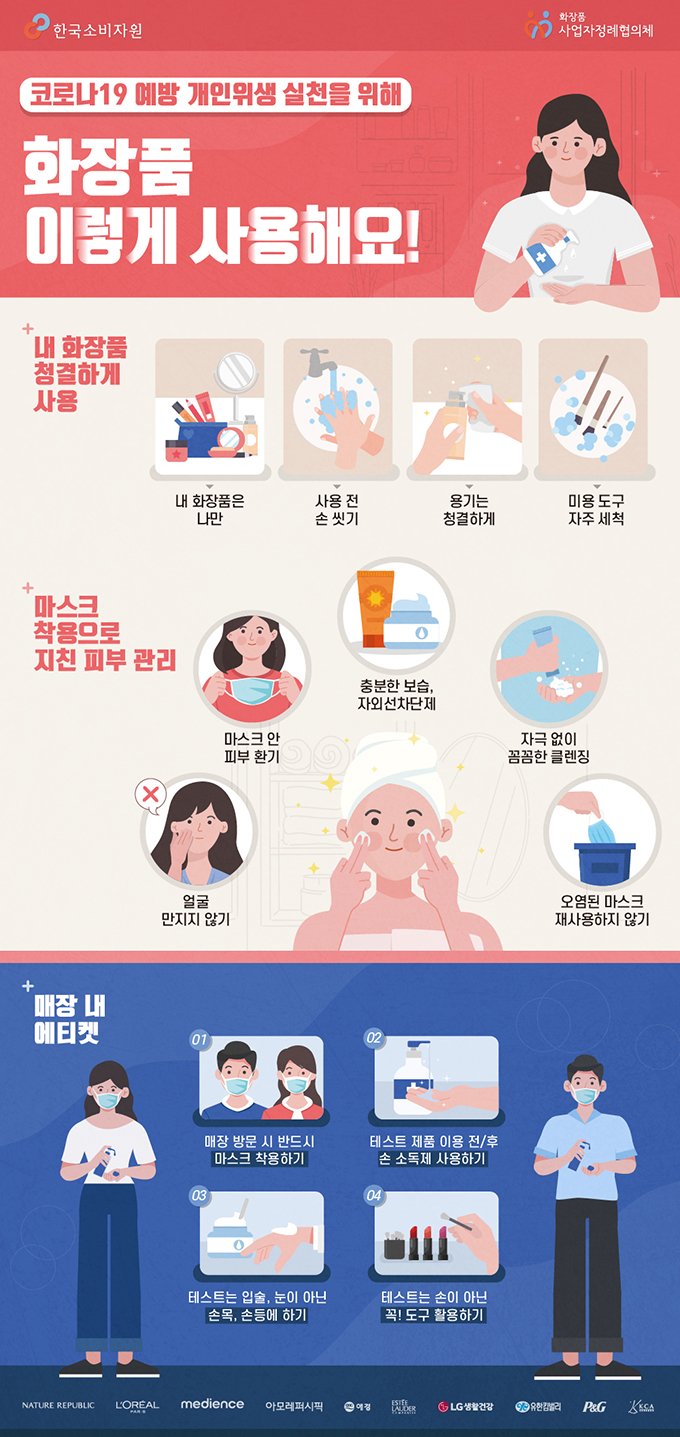 한국소비자원
화장품
사업자정례협의체
코로나19 예방 개인위생 실천을 위해
화장품
이렇게 사용해요!
내 화장품
청결하게
사용
내 화장품은
나만
사용 전
손 씻기
용기는
청결하게
미용 도구
자주 세척
마스크
착용으로
지친 피부 관리
마스크 안
피부 환기
충분한 보습,
자외선차단제
자극 없이
꼼꼼한 클렌징
얼굴
만지지 않기
오염된 마스크
재사용하지 않기
매장 내
에티켓
01
매장 방문 시 반드시
마스크 착용하기
02
테스트 제품 이용 전/후
손 소독제 사용하기
03
테스트는 입술, 눈이 아닌
손목, 손등에 하기
04
테스트는 손이 아닌
꼭! 도구 활용하기
NATURE REPUBLIC
L'ORÉAL
PARIS
medience
아모레퍼시픽
애경
ESTĒE
LAUDER
COMPANIES
LG생활건강
유한킴벌리
P&G
KCA